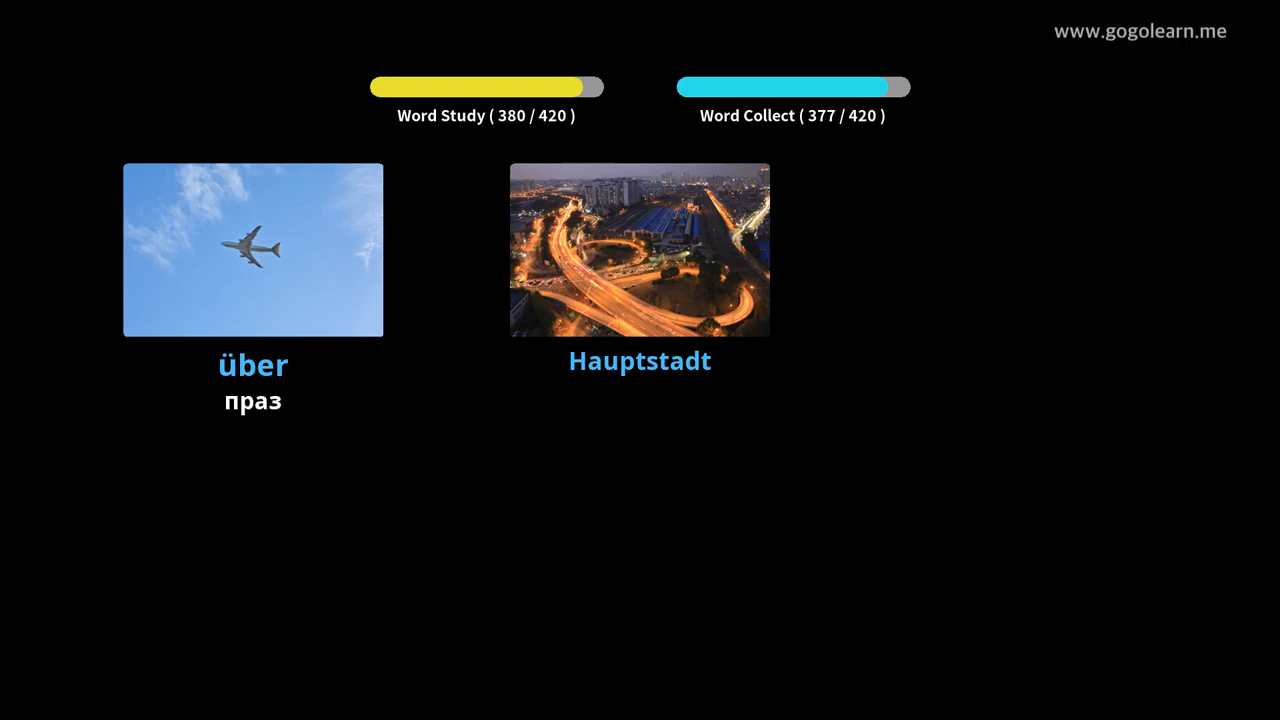 www.gogolearn.me
Word Study ( 380 / 420 )
Word Collect ( 377 / 420 )
über
праз
Hauptstadt